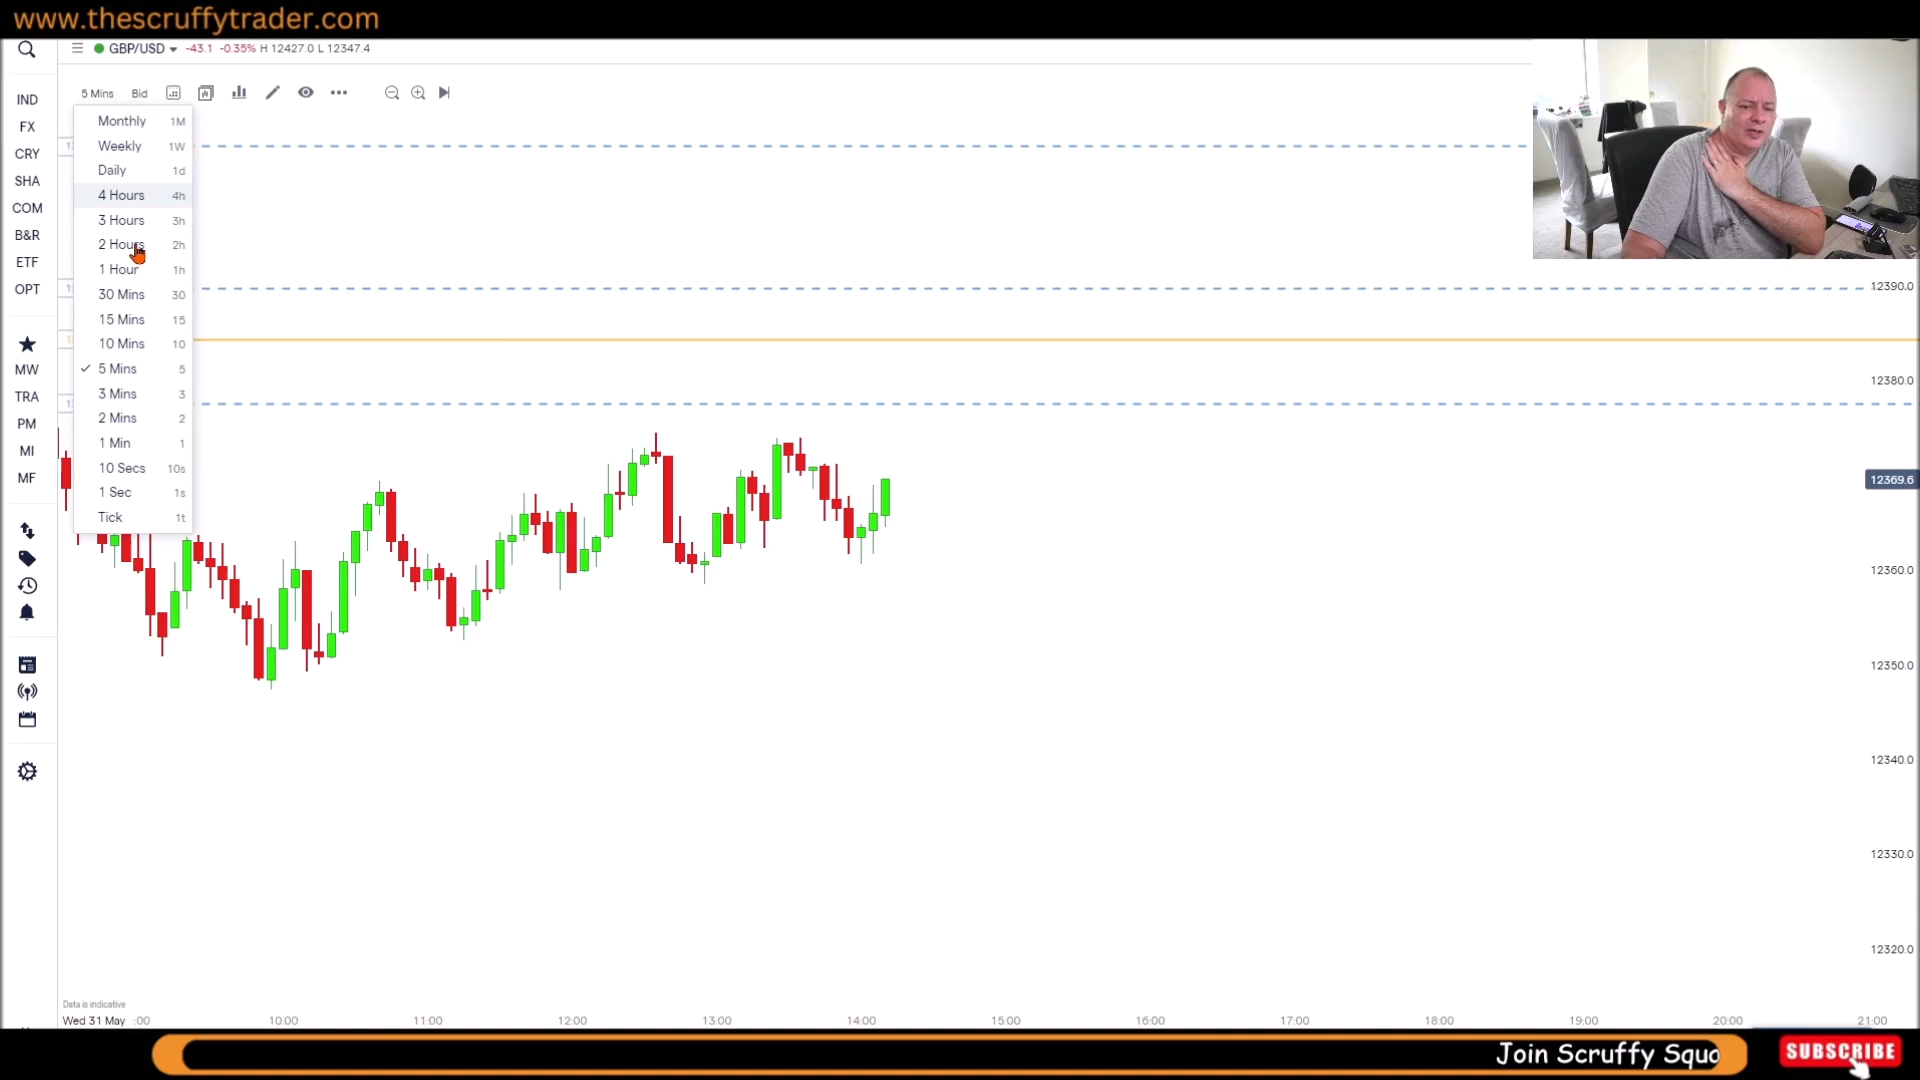 www.thescruffytrader.com
GBP/USD -43.1 -0.35% H 12427.0 L 12347.4
5 Mins Bid
IND
FX
CRY
SHA
COM
B&R
ETF
OPT
MW
TRA
PM
MI
MF
Monthly 1M
Weekly 1W
Daily 1d
4 Hours 4h
3 Hours 3h
2 Hours 2h
1 Hour 1h
30 Mins 30
15 Mins 15
10 Mins 10
5 Mins 5
3 Mins 3
2 Mins 2
1 Min 1
10 Secs 10s
1 Sec 1s
Tick 1t
12390.0
12380.0
12369.6
12360.0
12350.0
12340.0
12330.0
12320.0
Data is indicative
Wed 31 May :00 10:00 11:00 12:00 13:00 14:00 15:00 16:00 17:00 18:00 19:00 20:00 21:00
Join Scruffy Squa
SUBSCRIBE